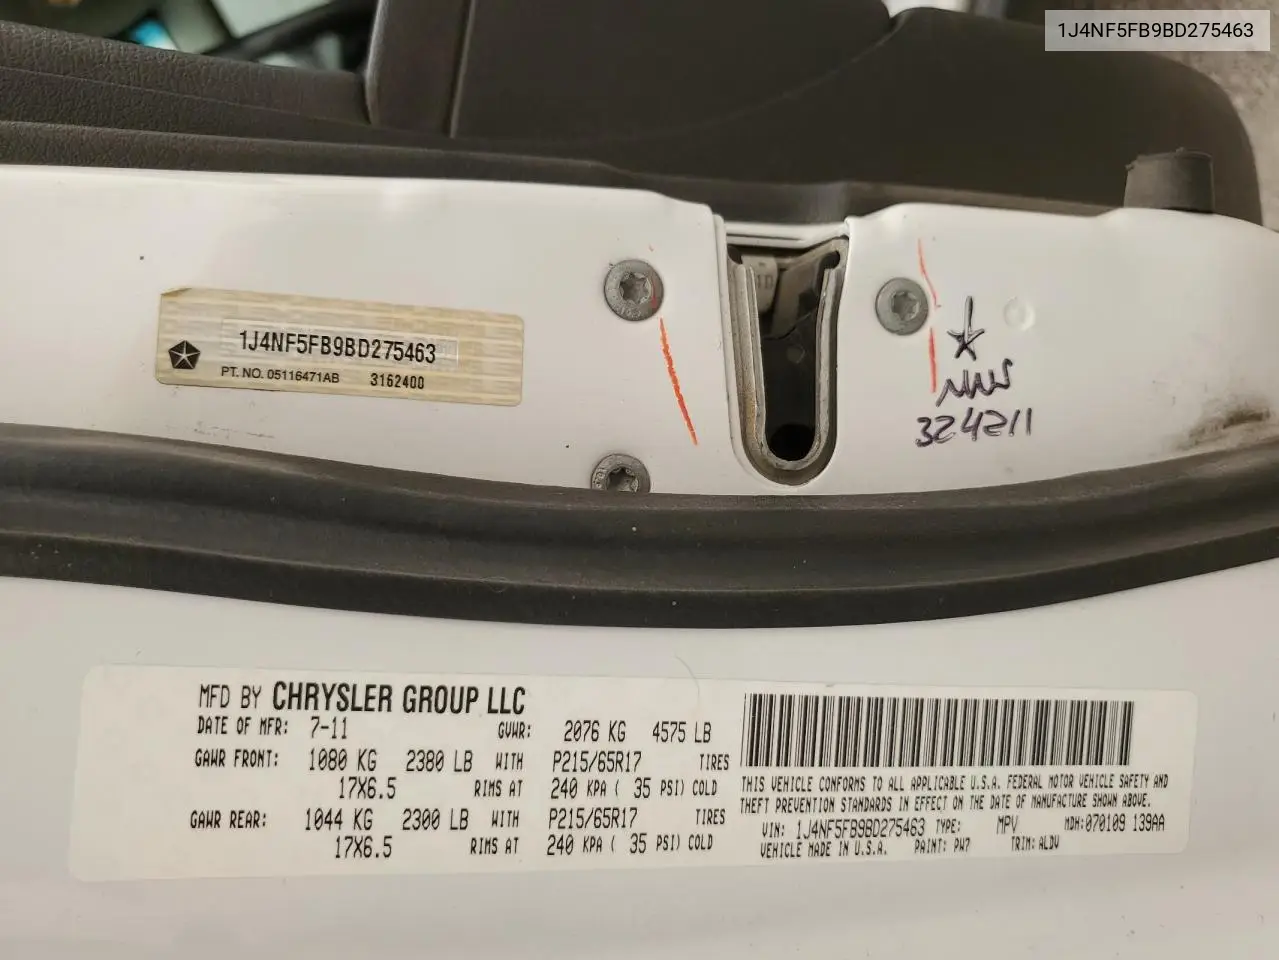 1J4NF5FB9BD275463
1J4NF5FB9BD275463
PT. NO. 05116471AB 3162400
324211
MFD BY CHRYSLER GROUP LLC
DATE OF MFR: 7-11 GVWR: 2076 KG 4575 LB
GAWR FRONT: 1080 KG 2380 LB WITH P215/65R17 TIRES
17X6.5 RIMS AT 240 KPA ( 35 PSI) COLD
GAWR REAR: 1044 KG 2300 LB WITH P215/65R17 TIRES
17X6.5 RIMS AT 240 KPA ( 35 PSI) COLD
THIS VEHICLE CONFORMS TO ALL APPLICABLE U.S.A. FEDERAL MOTOR VEHICLE SAFETY AND
THEFT PREVENTION STANDARDS IN EFFECT ON THE DATE OF MANUFACTURE SHOWN ABOVE.
VIN: 1J4NF5FB9BD275463 TYPE: MPV MDH:070109 139AA
VEHICLE MADE IN U.S.A. PAINT: PW7 TRIM: ALDV